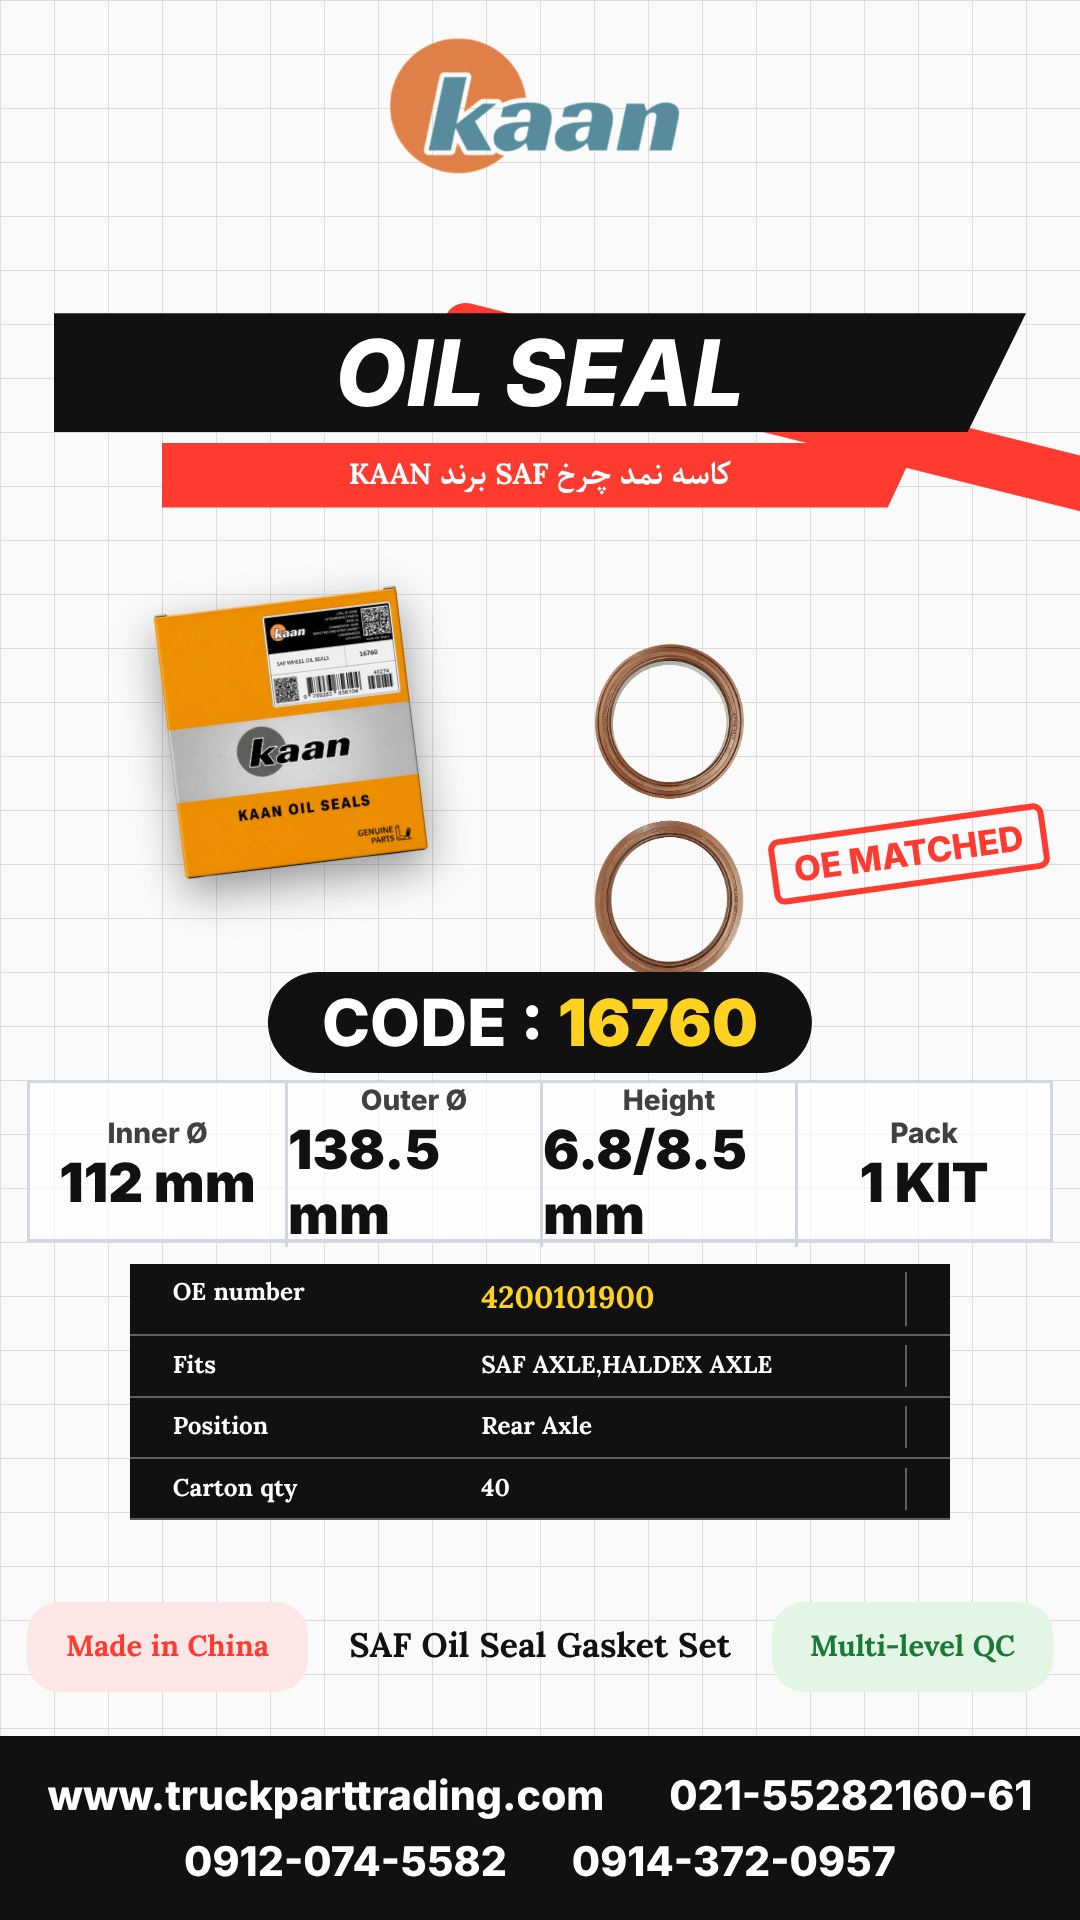 kaan
OIL SEAL
کاسه نمد چرخ SAF برند KAAN
kaan
SAF WHEEL OIL SEALS
16760
40274
kaan
KAAN OIL SEALS
GENUINE
PARTS
OE MATCHED
CODE : 16760
Inner Ø
112 mm
Outer Ø
138.5
mm
Height
6.8/8.5
mm
Pack
1 KIT
OE number 4200101900
Fits SAF AXLE,HALDEX AXLE
Position Rear Axle
Carton qty 40
Made in China
SAF Oil Seal Gasket Set
Multi-level QC
www.truckparttrading.com 021-55282160-61
0912-074-5582 0914-372-0957